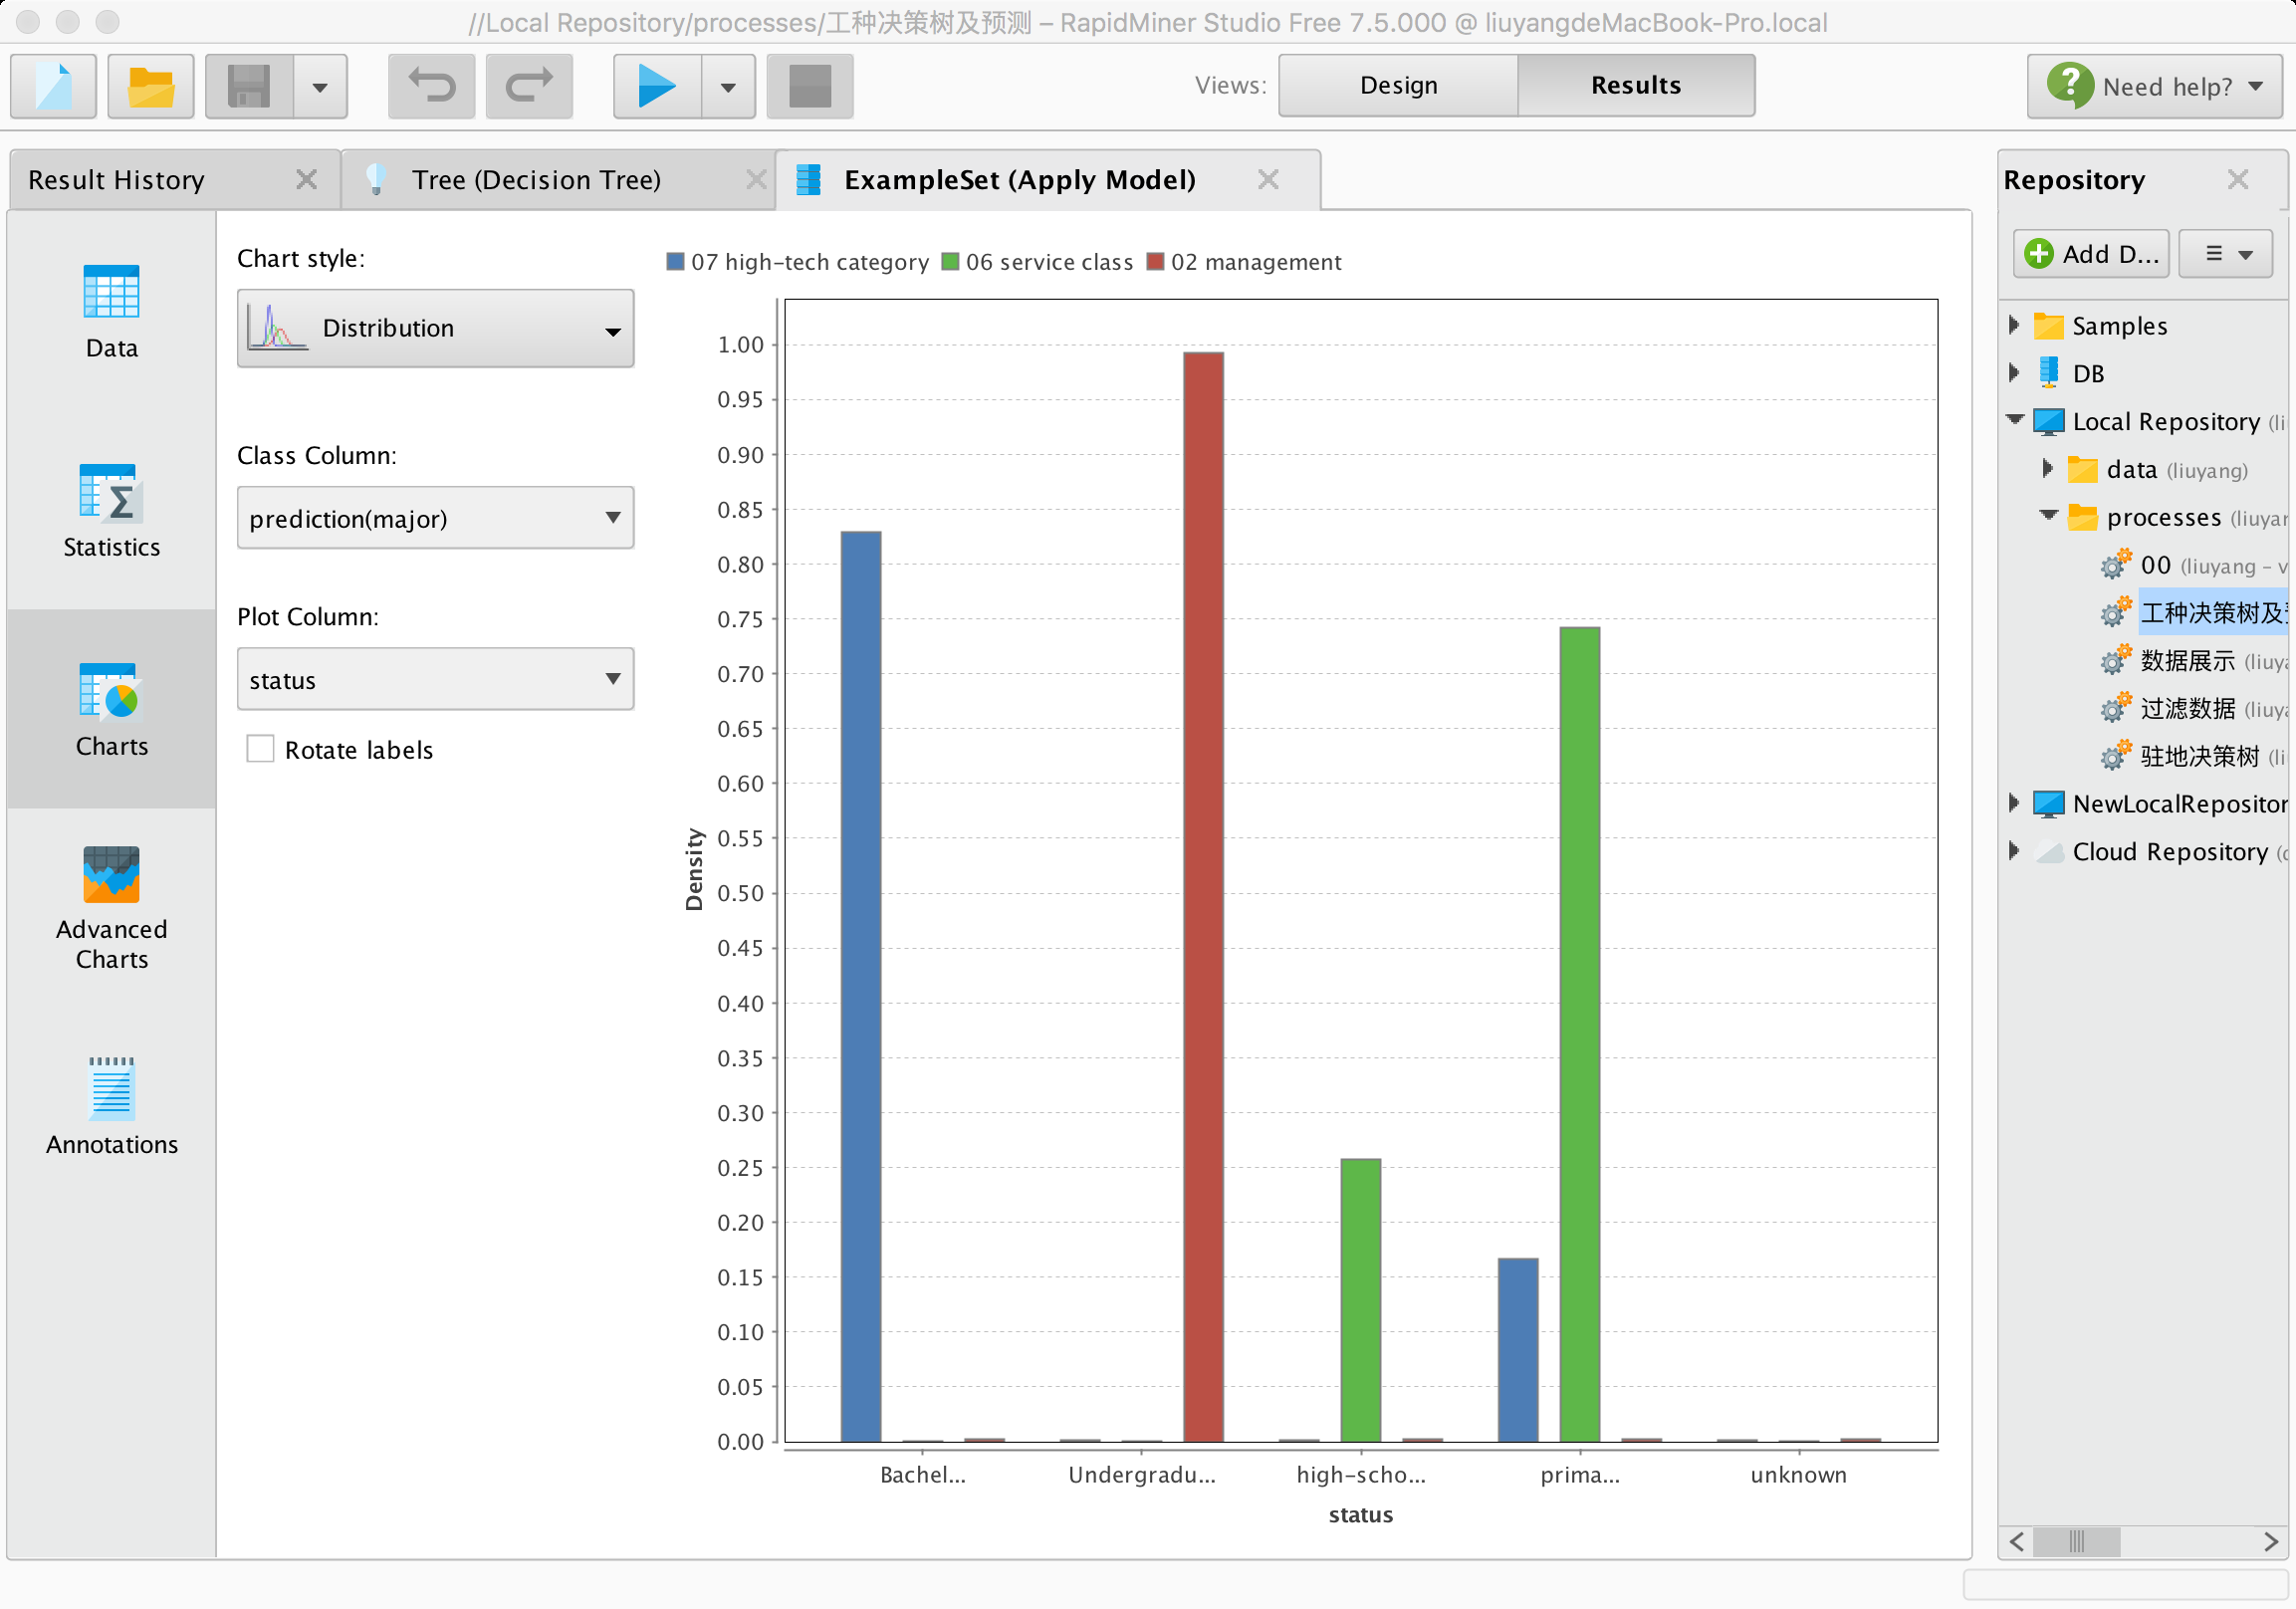 //Local Repository/processes/工种决策树及预测 – RapidMiner Studio Free 7.5.000 @ liuyangdeMacBook-Pro.local
Views: Design Results
Need help?
Result History
Tree (Decision Tree)
ExampleSet (Apply Model)
Repository
Data
Statistics
Charts
Advanced
Charts
Annotations
Chart style:
Distribution
Class Column:
prediction(major)
Plot Column:
status
Rotate labels
07 high-tech category 06 service class 02 management
1.00
0.95
0.90
0.85
0.80
0.75
0.70
0.65
0.60
0.55
0.50
0.45
0.40
0.35
0.30
0.25
0.20
0.15
0.10
0.05
0.00
Density
Bachel... Undergradu... high-scho... prima... unknown
status
Add D...
Samples
DB
Local Repository (li
data (liuyang)
processes (liuyar
00 (liuyang – v
工种决策树及
数据展示 (liuya
过滤数据 (liuya
驻地决策树 (li
NewLocalRepositor
Cloud Repository (c